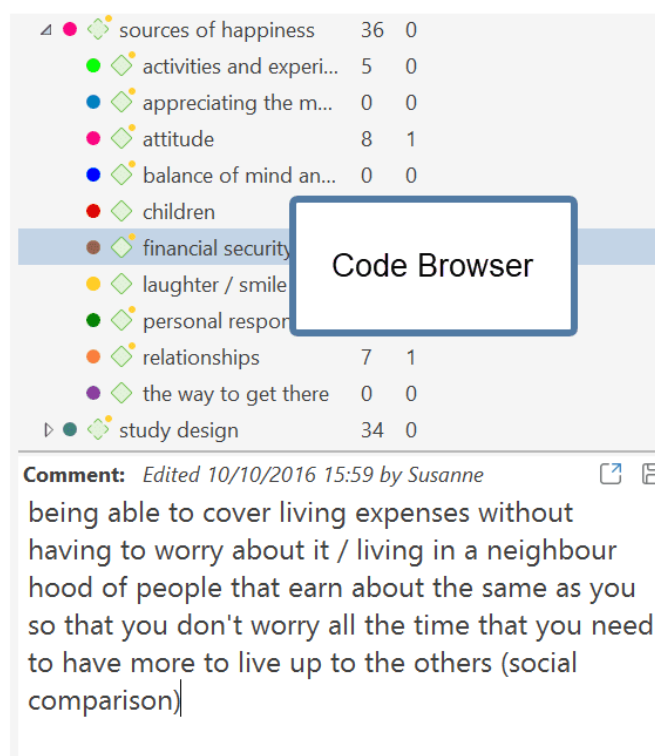 sources of happiness 36 0
activities and experi... 5 0
appreciating the m... 0 0
attitude 8 1
balance of mind an... 0 0
children
financial security
Code Browser
laughter / smile
personal respon
relationships 7 1
the way to get there 0 0
study design 34 0
Comment: Edited 10/10/2016 15:59 by Susanne
being able to cover living expenses without
having to worry about it / living in a neighbour
hood of people that earn about the same as you
so that you don't worry all the time that you need
to have more to live up to the others (social
comparison)